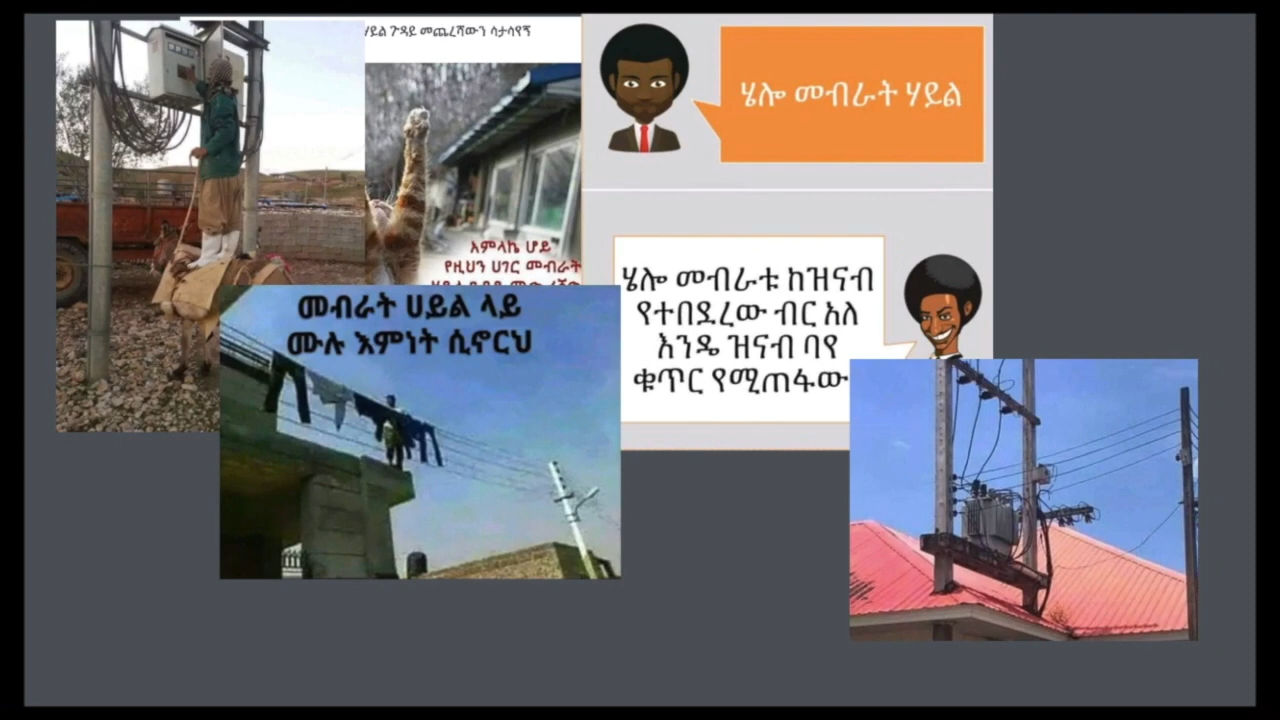 ሃይል ጉዳይ መጨረሻውን ሳታሳየኝ
አምላኬ ሆይ
የዚህን ሀገር መብራት
ሄሎ መብራት ሃይል
ሄሎ መብራቱ ከዝናብ
የተበደረው ብር አለ
እንዴ ዝናብ ባየ
ቁጥር የሚጠፋው
መብራት ሀይል ላይ
ሙሉ እምነት ሲኖርህ